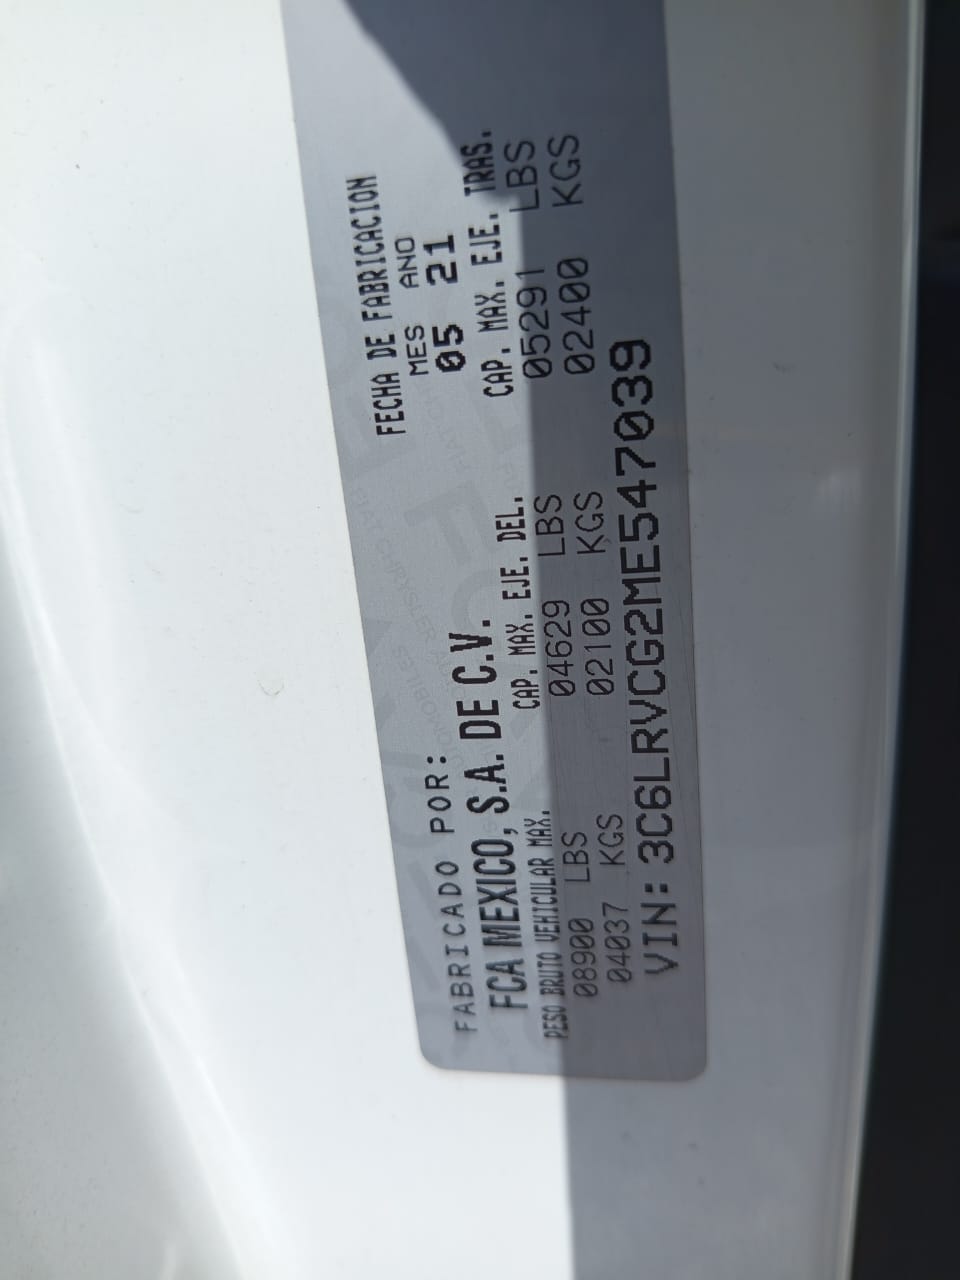 FABRICADO POR:
FCA MEXICO, S.A. DE C.V.
FECHA DE FABRICACION
MES ANO
05 21
PESO BRUTO VEHICULAR MAX.
08900 LBS
04037 KGS
CAP. MAX. EJE. DEL.
04629 LBS
02100 KGS
CAP. MAX. EJE. TRAS.
05291 LBS
02400 KGS
VIN: 3C6LRVCG2ME547039